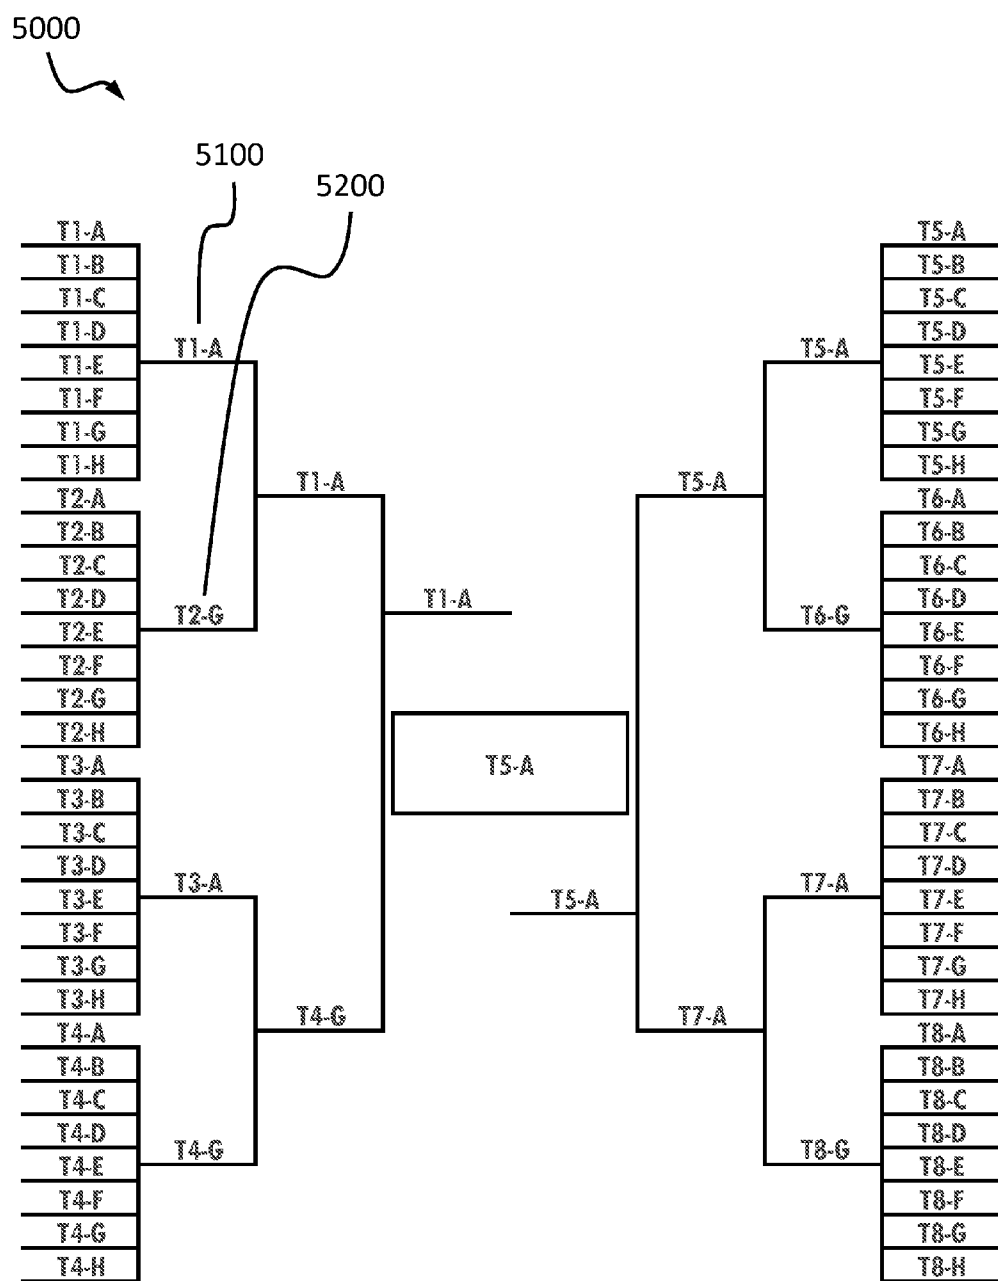 5000
5100
5200
T1-A
T1-B
T1-C
T1-D
T1-E
T1-F
T1-G
T1-H
T2-A
T2-B
T2-C
T2-D
T2-E
T2-F
T2-G
T2-H
T3-A
T3-B
T3-C
T3-D
T3-E
T3-F
T3-G
T3-H
T4-A
T4-B
T4-C
T4-D
T4-E
T4-F
T4-G
T4-H
T1-A
T2-G
T3-A
T4-G
T1-A
T4-G
T1-A
T5-A
T5-A
T5-A
T7-A
T5-A
T6-G
T7-A
T8-G
T5-A
T5-B
T5-C
T5-D
T5-E
T5-F
T5-G
T5-H
T6-A
T6-B
T6-C
T6-D
T6-E
T6-F
T6-G
T6-H
T7-A
T7-B
T7-C
T7-D
T7-E
T7-F
T7-G
T7-H
T8-A
T8-B
T8-C
T8-D
T8-E
T8-F
T8-G
T8-H